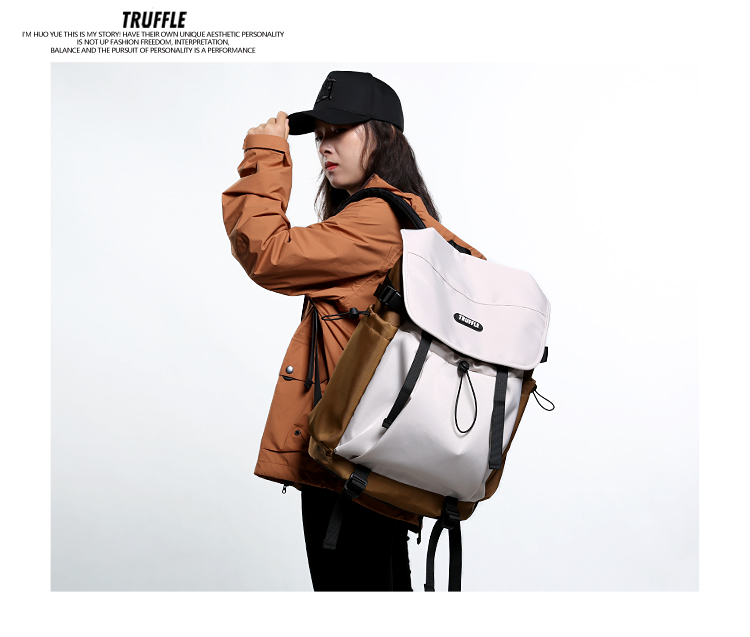 TRUFFLE
I'M HUO YUE THIS IS MY STORY! HAVE THEIR OWN UNIQUE AESTHETIC PERSONALITY
IS NOT UP FASHION FREEDOM, INTERPRETATION,
BALANCE AND THE PURSUIT OF PERSONALITY IS A PERFORMANCE
TRUFFLE